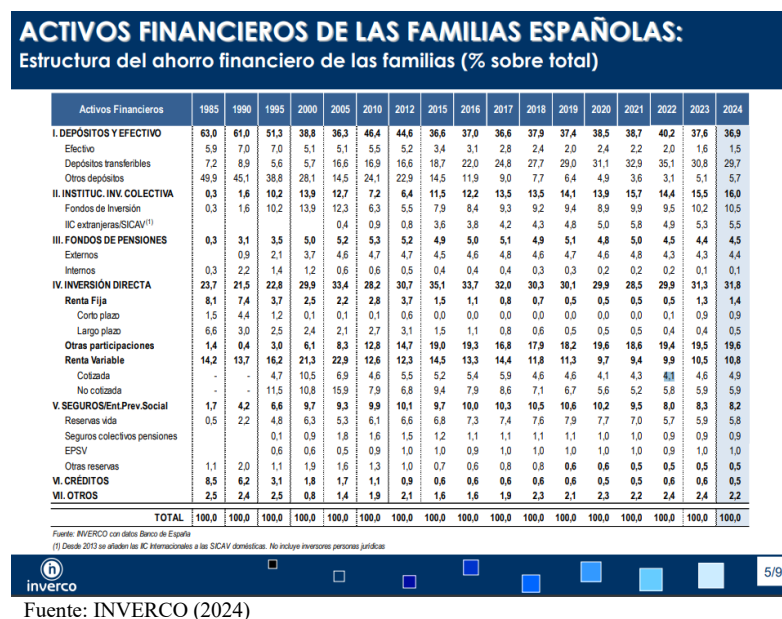 ACTIVOS FINANCIEROS DE LAS FAMILIAS ESPAÑOLAS:
Estructura del ahorro financiero de las familias (% sobre total)
Activos Financieros 1985 1990 1995 2000 2005 2010 2012 2015 2016 2017 2018 2019 2020 2021 2022 2023 2024
I. DEPÓSITOS Y EFECTIVO 63,0 61,0 51,3 38,8 36,3 46,4 44,6 36,6 37,0 36,6 37,9 37,4 38,5 38,7 40,2 37,6 36,9
Efectivo 5,9 7,0 7,0 5,1 5,1 5,5 5,2 3,4 3,1 2,8 2,4 2,0 2,4 2,2 2,0 1,6 1,5
Depósitos transferibles 7,2 8,9 5,6 5,7 16,6 16,9 16,6 18,7 22,0 24,8 27,7 29,0 31,1 32,9 35,1 30,8 29,7
Otros depósitos 49,9 45,1 38,8 28,1 14,5 24,1 22,9 14,5 11,9 9,0 7,7 6,4 4,9 3,6 3,1 5,1 5,7
II. INSTITUC. INV. COLECTIVA 0,3 1,6 10,2 13,9 12,7 7,2 6,4 11,5 12,2 13,5 13,5 14,1 13,9 15,7 14,4 15,5 16,0
Fondos de Inversión 0,3 1,6 10,2 13,9 12,3 6,3 5,5 7,9 8,4 9,3 9,2 9,4 8,9 9,9 9,5 10,2 10,5
IIC extranjeras/SICAV(1) 0,4 0,9 0,8 3,6 3,8 4,2 4,3 4,8 5,0 5,8 4,9 5,3 5,5
III. FONDOS DE PENSIONES 0,3 3,1 3,5 5,0 5,2 5,3 5,2 4,9 5,0 5,1 4,9 5,1 4,8 5,0 4,5 4,4 4,5
Externos 0,9 2,1 3,7 4,6 4,7 4,7 4,5 4,6 4,8 4,6 4,7 4,6 4,8 4,3 4,3 4,4
Internos 0,3 2,2 1,4 1,2 0,6 0,6 0,5 0,4 0,4 0,4 0,3 0,3 0,2 0,2 0,2 0,1 0,1
IV. INVERSIÓN DIRECTA 23,7 21,5 22,8 29,9 33,4 28,2 30,7 35,1 33,7 32,0 30,3 30,1 29,9 28,5 29,9 31,3 31,8
Renta Fija 8,1 7,4 3,7 2,5 2,2 2,8 3,7 1,5 1,1 0,8 0,7 0,5 0,5 0,5 0,5 1,3 1,4
Corto plazo 1,5 4,4 1,2 0,1 0,1 0,1 0,6 0,0 0,0 0,0 0,0 0,0 0,0 0,0 0,1 0,9 0,9
Largo plazo 6,6 3,0 2,5 2,4 2,1 2,7 3,1 1,5 1,1 0,8 0,6 0,5 0,5 0,5 0,4 0,4 0,5
Otras participaciones 1,4 0,4 3,0 6,1 8,3 12,8 14,7 19,0 19,3 16,8 17,9 18,2 19,6 18,6 19,4 19,5 19,6
Renta Variable 14,2 13,7 16,2 21,3 22,9 12,6 12,3 14,5 13,3 14,4 11,8 11,3 9,7 9,4 9,9 10,5 10,8
Cotizada - - 4,7 10,5 6,9 4,6 5,5 5,2 5,4 5,9 4,6 4,6 4,1 4,3 4,1 4,6 4,9
No cotizada - - 11,5 10,8 15,9 7,9 6,8 9,4 7,9 8,6 7,1 6,7 5,6 5,2 5,8 5,9 5,9
V. SEGUROS/Ent.Prev.Social 1,7 4,2 6,6 9,7 9,3 9,9 10,1 9,7 10,0 10,3 10,5 10,6 10,2 9,5 8,0 8,3 8,2
Reservas vida 0,5 2,2 4,8 6,3 5,3 6,1 6,6 6,8 7,3 7,4 7,6 7,9 7,7 7,0 5,7 5,9 5,8
Seguros colectivos pensiones 0,1 0,9 1,8 1,6 1,5 1,2 1,1 1,1 1,1 1,1 1,0 1,0 0,9 0,9 0,9
EPSV 0,6 0,6 0,5 0,9 1,0 1,0 0,9 1,0 1,0 1,0 1,0 1,0 0,9 1,0 1,0
Otras reservas 1,1 2,0 1,1 1,9 1,6 1,3 1,0 0,7 0,6 0,8 0,8 0,6 0,6 0,5 0,5 0,5 0,5
VI. CRÉDITOS 8,5 6,2 3,1 1,8 1,7 1,1 0,9 0,6 0,6 0,6 0,6 0,6 0,5 0,5 0,6 0,6 0,5
VII. OTROS 2,5 2,4 2,5 0,8 1,4 1,9 2,1 1,6 1,6 1,9 2,3 2,1 2,3 2,2 2,4 2,4 2,2
TOTAL 100,0 100,0 100,0 100,0 100,0 100,0 100,0 100,0 100,0 100,0 100,0 100,0 100,0 100,0 100,0 100,0 100,0
Fuente: INVERCO con datos Banco de España
(1) Desde 2013 se añaden las IIC Internacionales a las SICAV domésticas. No incluye inversores personas jurídicas
inverco
5/9
Fuente: INVERCO (2024)